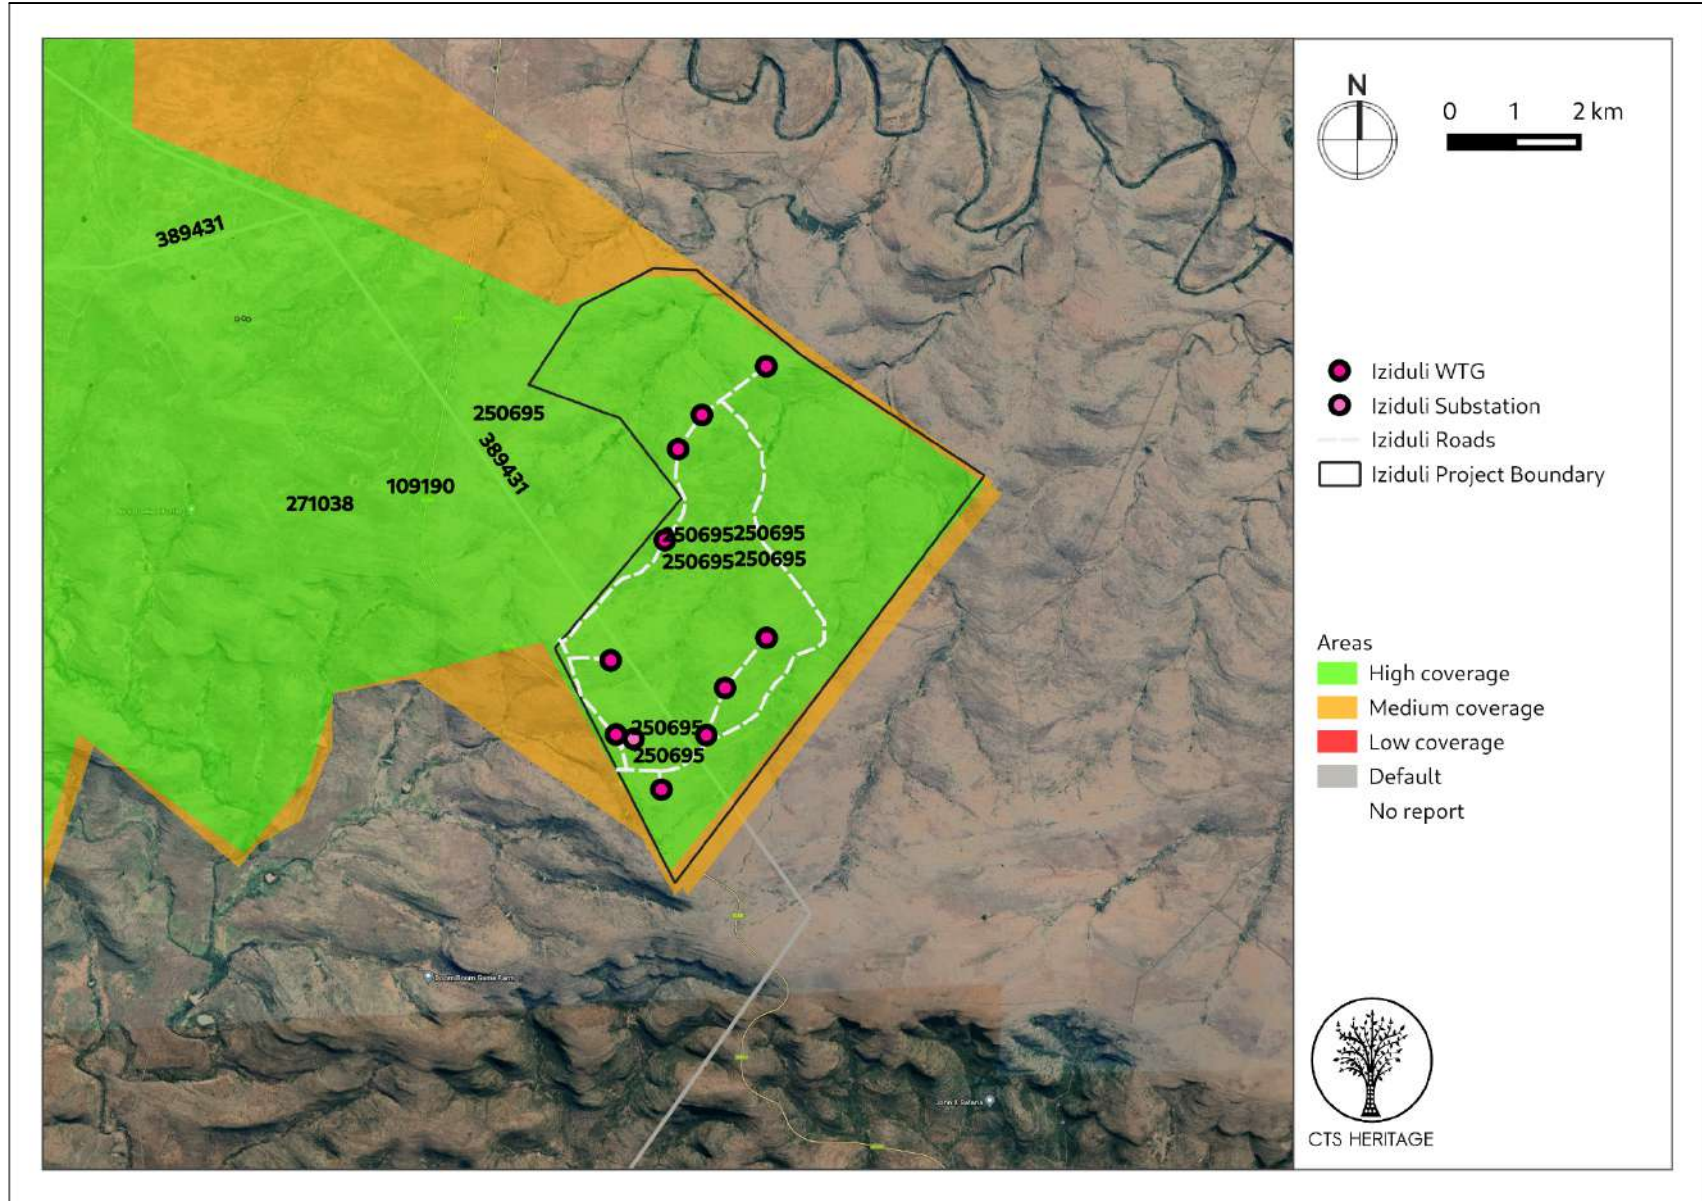 N
0 1 2 km
389431
250695
389431
109190
271038
250695250695
250695250695
250695
250695
Iziduli WTG
Iziduli Substation
Iziduli Roads
Iziduli Project Boundary
Areas
High coverage
Medium coverage
Low coverage
Default
No report
CTS HERITAGE